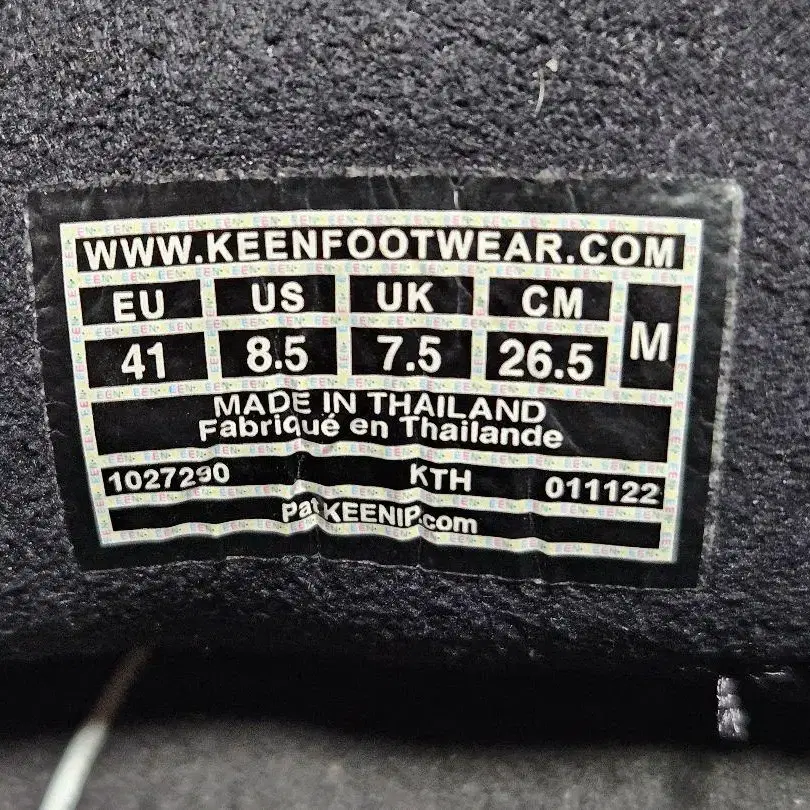 WWW.KEENFOOTWEAR.COM
EU US UK CM M
41 8.5 7.5 26.5
MADE IN THAILAND
Fabriqué en Thailande
1027290 KTH 011122
Pat KEENIP.com